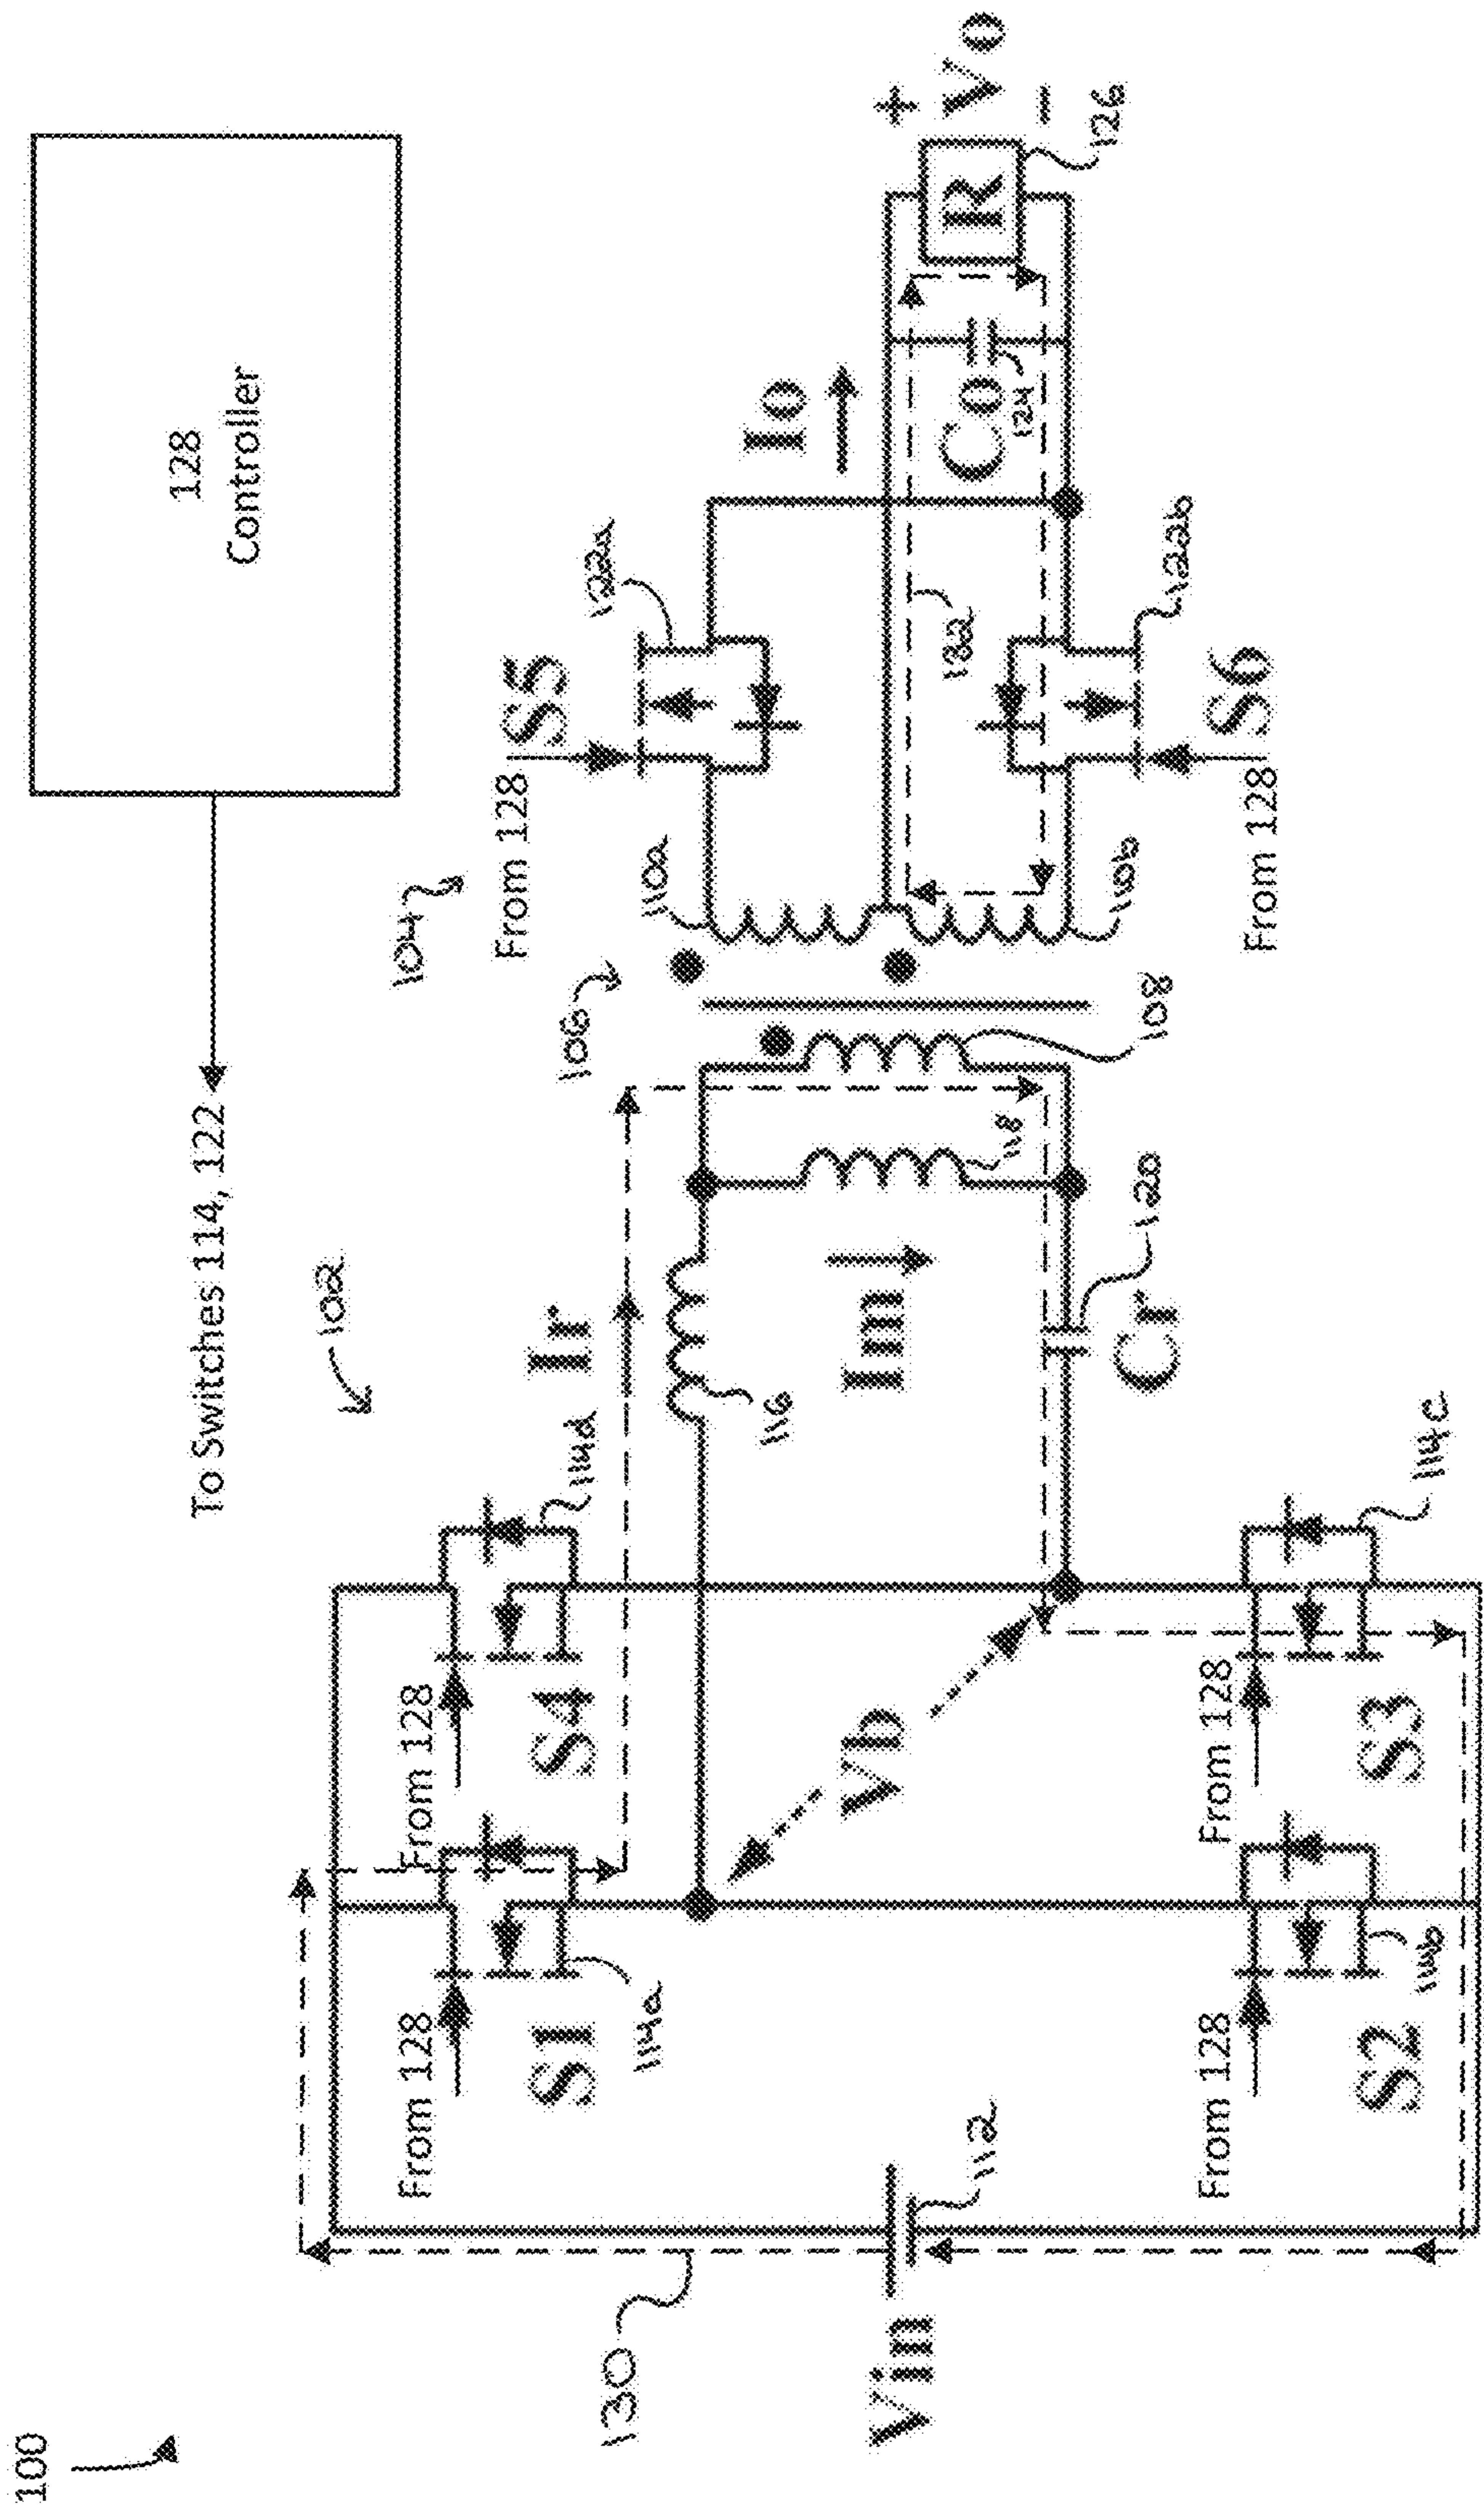 100
128
Controller
To Switches 114, 122
102
104
106
From 128
S1
114a
From 128
S4
114d
Ir
116
Im
118
108
110a
110b
From 128
S5
122a
Io
Vo
+
-
R
126
Co
124
132
From 128
S6
122b
Vin
112
130
Vb
Cr
120
From 128
S2
114b
From 128
S3
114c